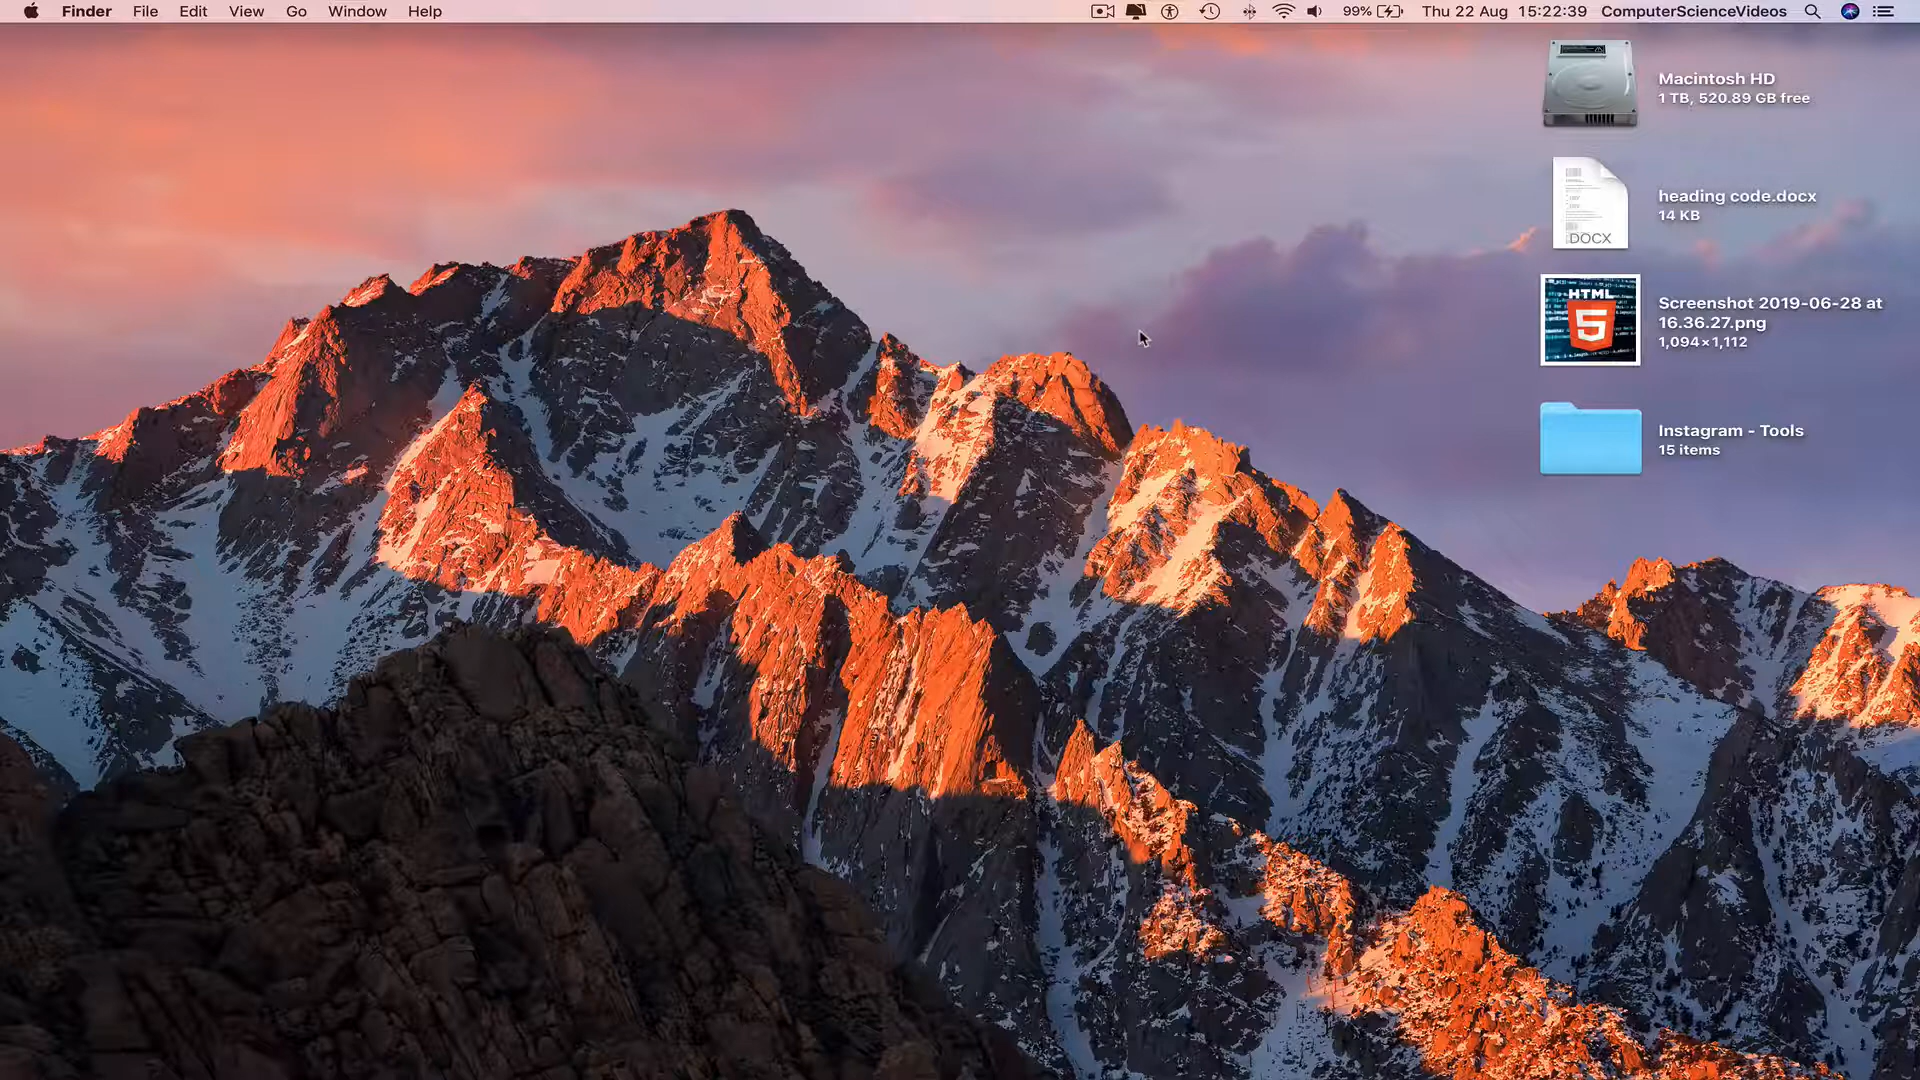 Finder File Edit View Go Window Help 99% Thu 22 Aug 15:22:39 ComputerScienceVideos
Macintosh HD
1 TB, 520.89 GB free
heading code.docx
14 KB
DOCX
HTML
5
Screenshot 2019-06-28 at
16.36.27.png
1,094×1,112
Instagram - Tools
15 items